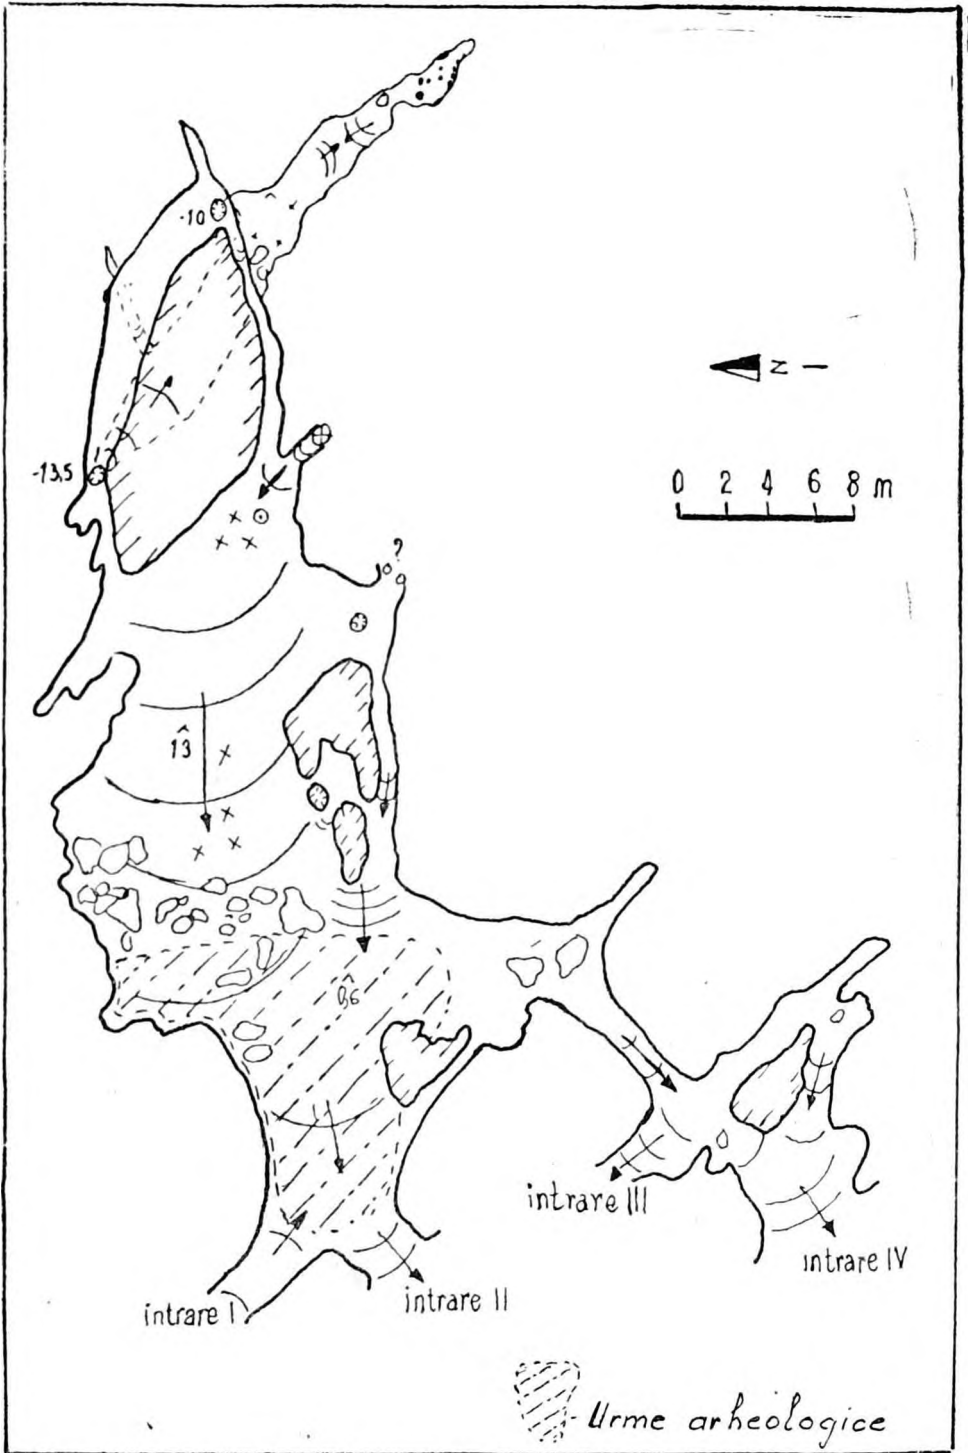 -10
N
-13,5
0 2 4 6 8 m
?
13
0,6
intrare III
intrare IV
intrare I
intrare II
- Urme arheologice